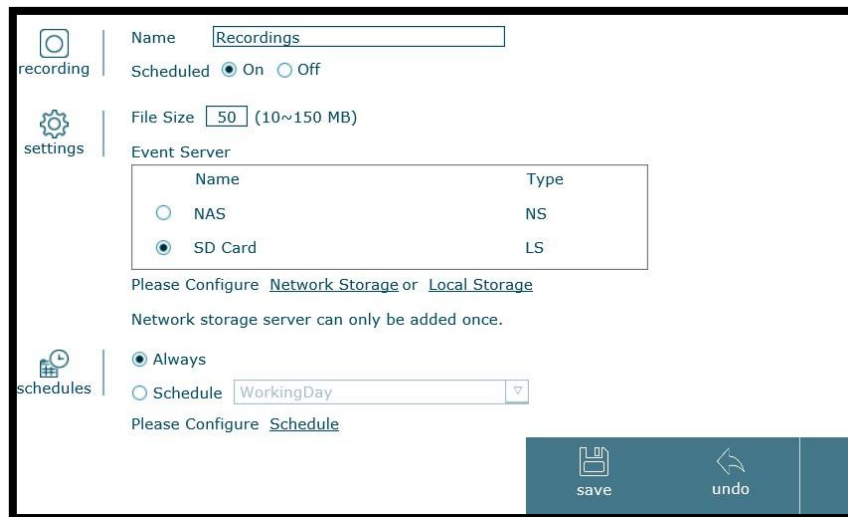 recording
Name Recordings
Scheduled On Off
settings
File Size 50 (10~150 MB)
Event Server
Name Type
NAS NS
SD Card LS
Please Configure Network Storage or Local Storage
Network storage server can only be added once.
schedules
Always
Schedule WorkingDay
Please Configure Schedule
save undo